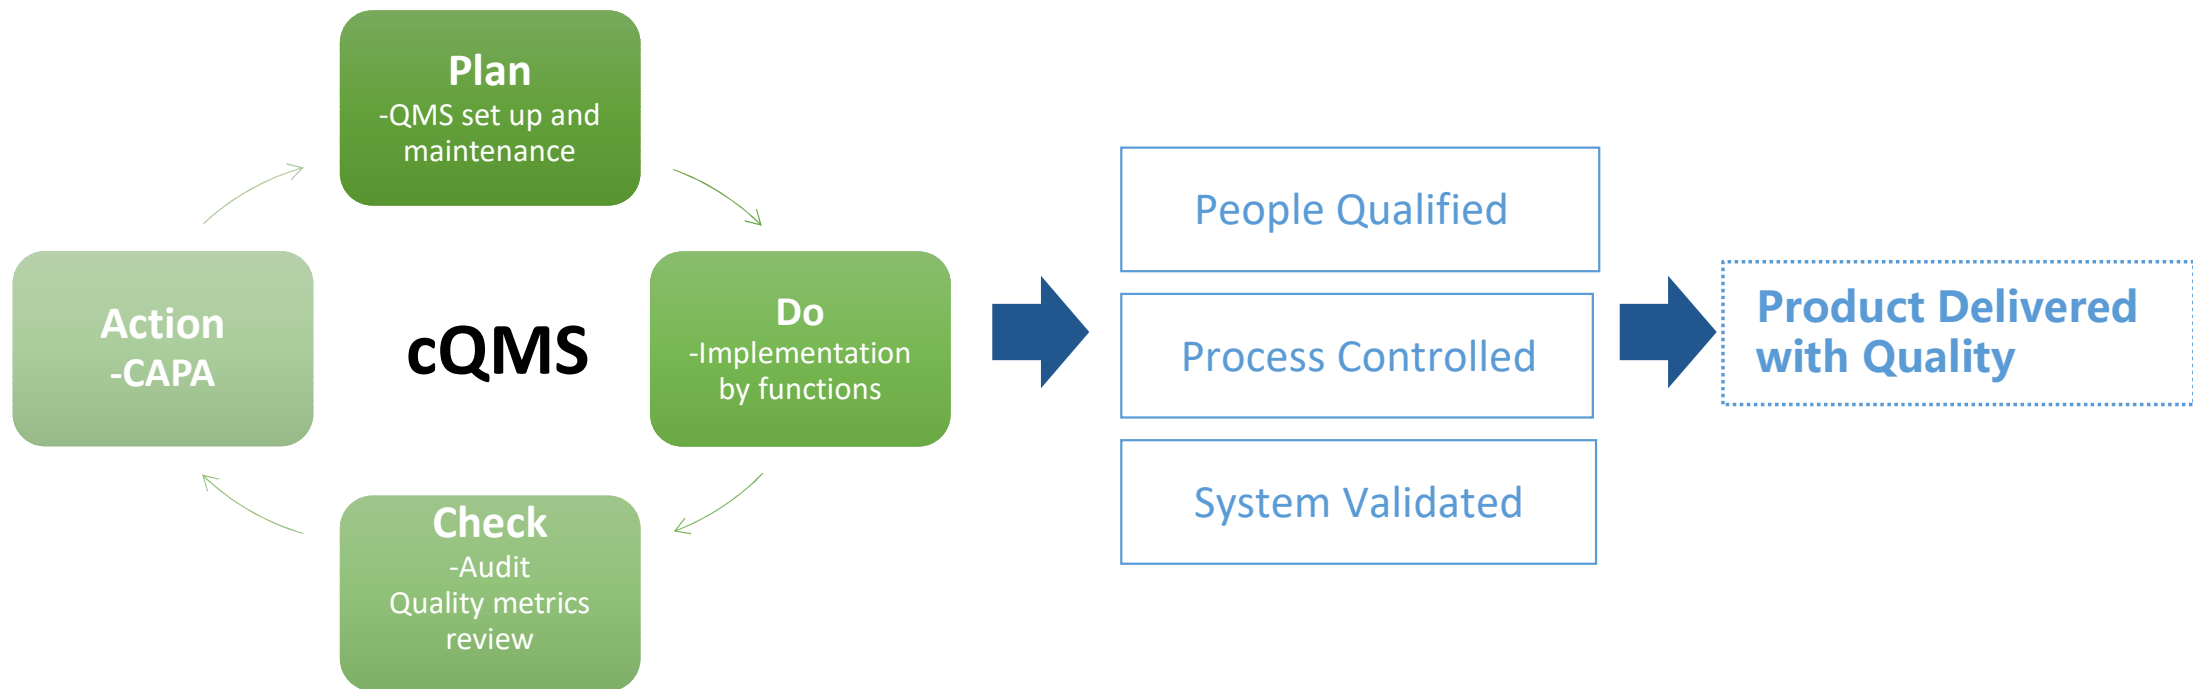 Plan
-QMS set up and
maintenance
Action
-CAPA
cQMS
Do
-Implementation
by functions
Check
-Audit
Quality metrics
review
People Qualified
Process Controlled
System Validated
Product Delivered
with Quality